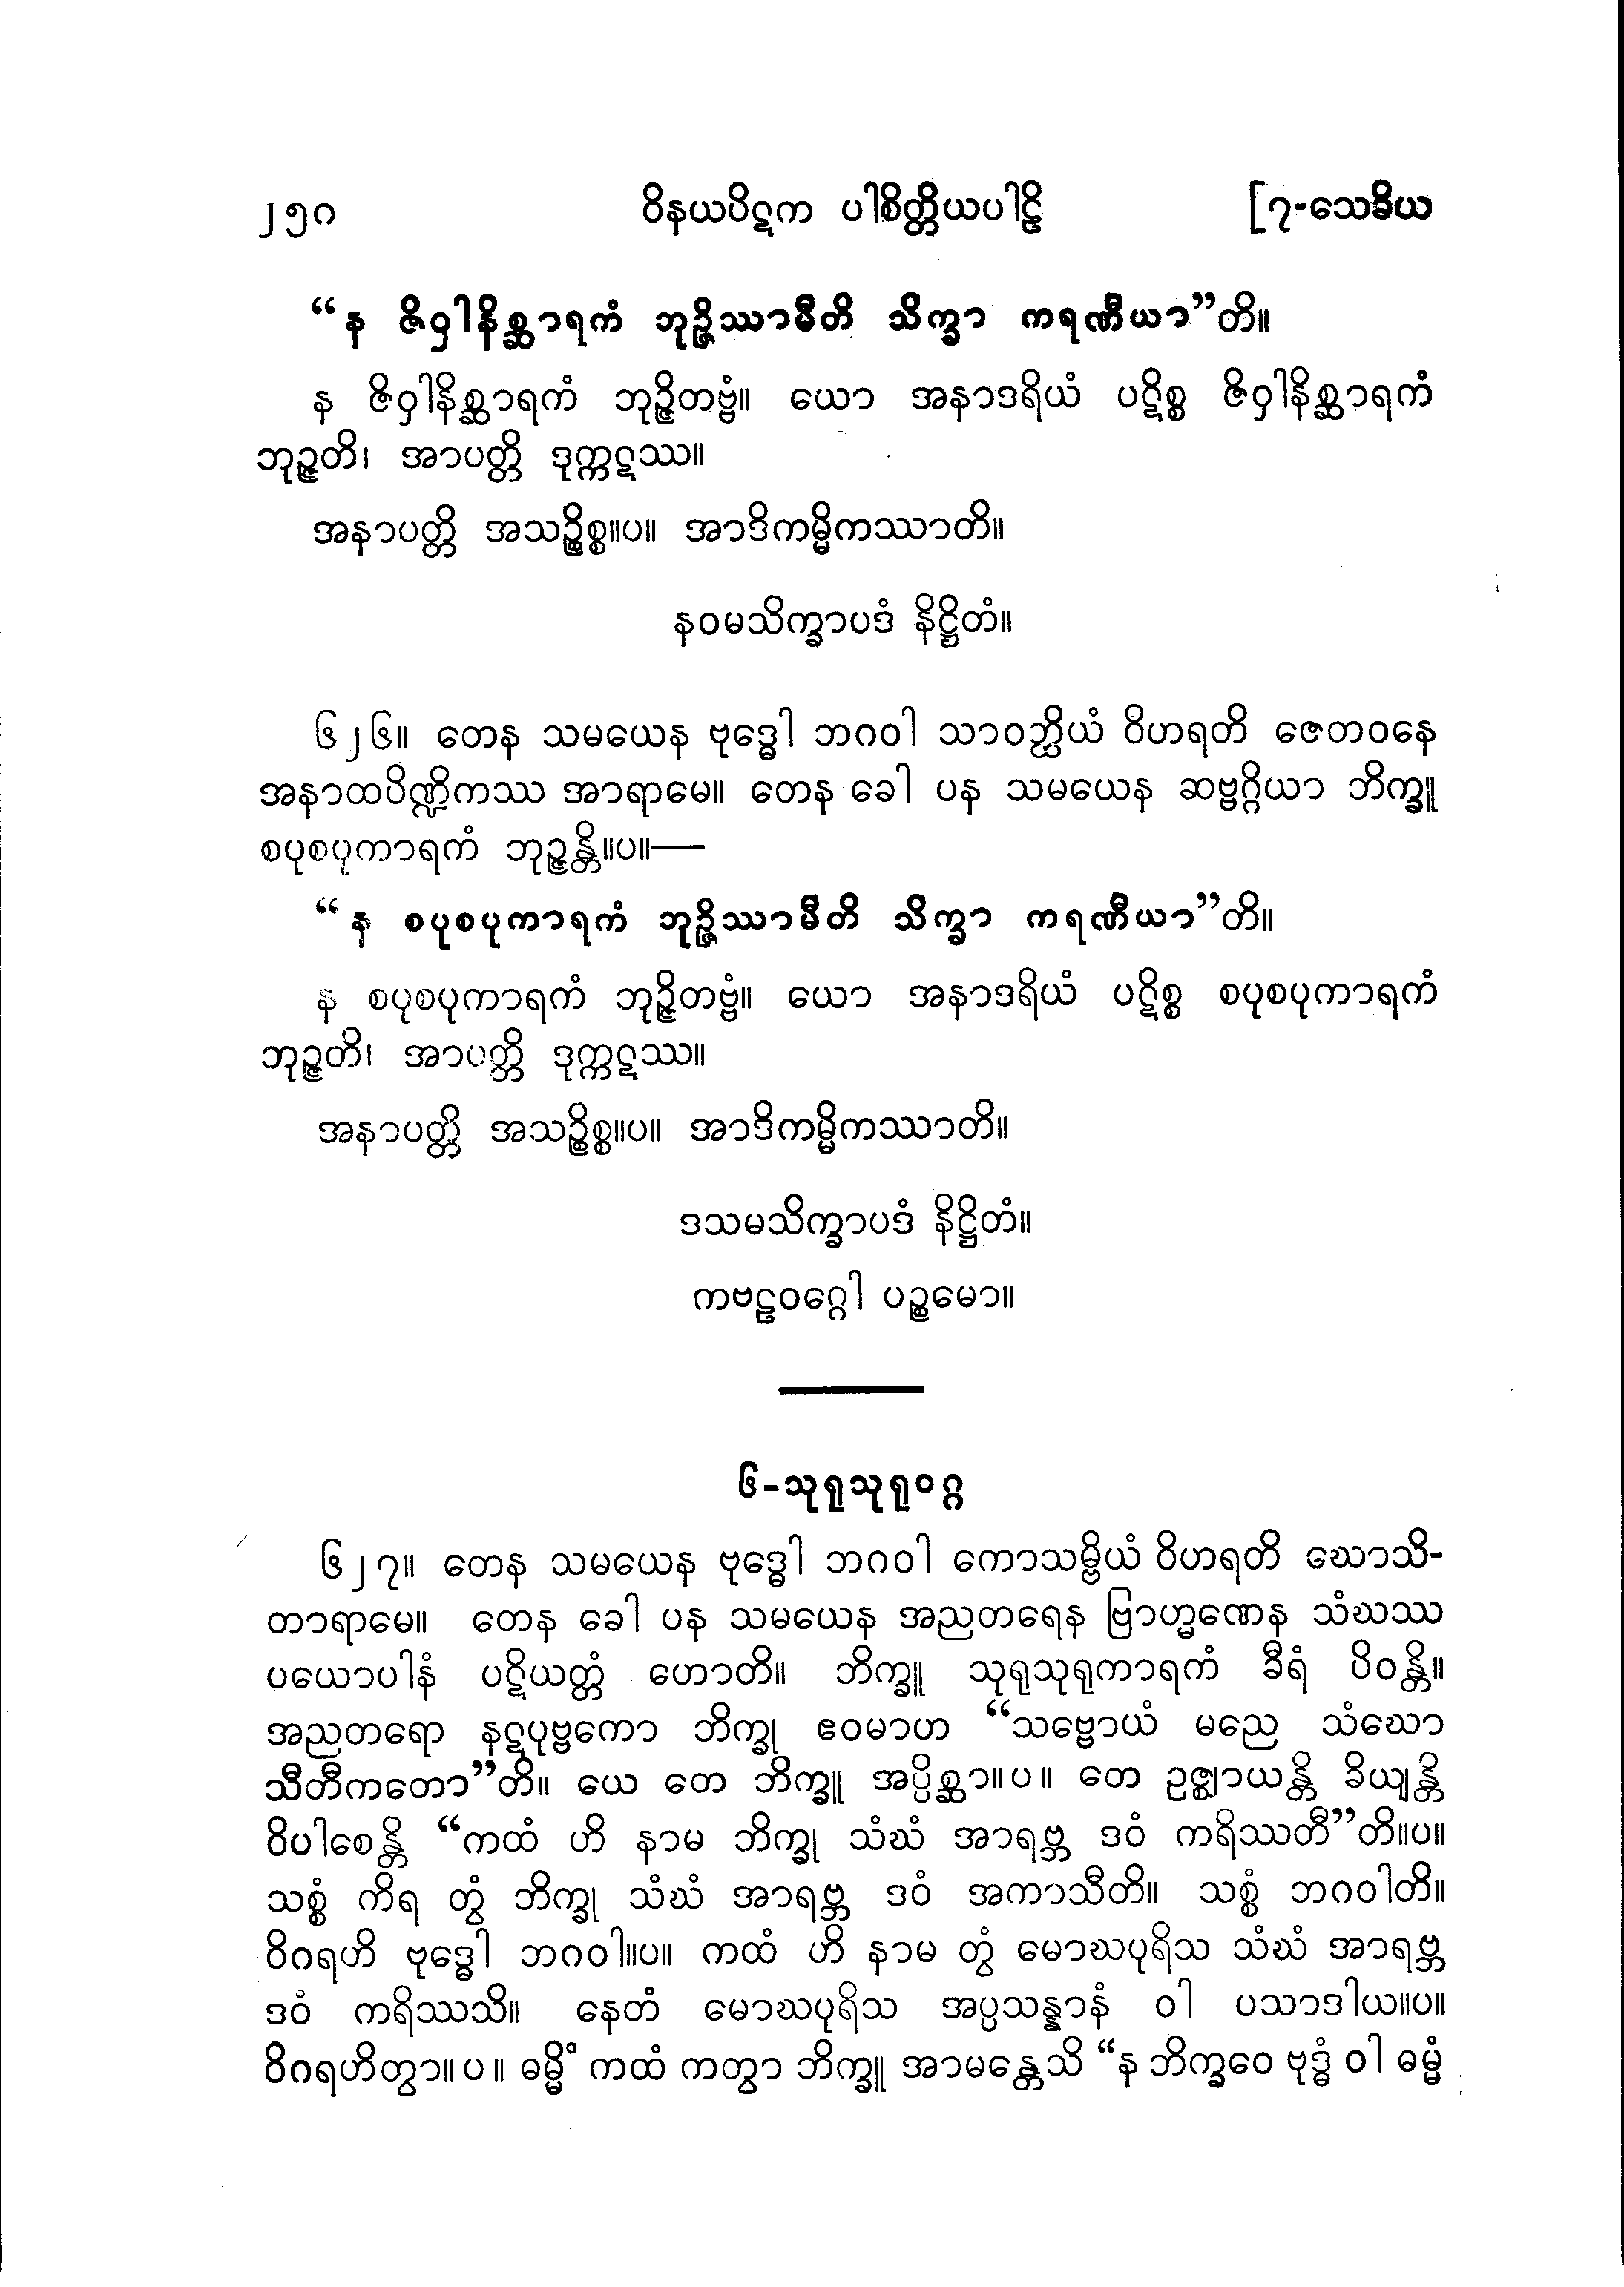 ၂၅၀ ဝိနယပိဋက ပါစိတ္တိယပါဠိ [၇-သေခိယ
“န ဇိဝှါနိစ္ဆာရကံ ဘုဉ္ဇိဿာမီတိ သိက္ခာ ကရဏီယာ”တိ။
န ဇိဝှါနိစ္ဆာရကံ ဘုဉ္ဇိတဗ္ဗံ။ ယော အနာဒရိယံ ပဋိစ္စ ဇိဝှါနိစ္ဆာရကံ
ဘုဉ္ဇတိ၊ အာပတ္တိ ဒုက္ကဋဿ။
အနာပတ္တိ အသဉ္စိစ္စ။ပ။ အာဒိကမ္မိကဿာတိ။
နဝမသိက္ခာပဒံ နိဋ္ဌိတံ။
၆၂၆။ တေန သမယေန ဗုဒ္ဓေါ ဘဂဝါ သာဝတ္ထိယံ ဝိဟရတိ ဇေတဝနေ
အနာထပိဏ္ဍိကဿ အာရာမေ။ တေန ခေါ ပန သမယေန ဆဗ္ဗဂ္ဂိယာ ဘိက္ခူ
စပုစပုကာရကံ ဘုဉ္ဇန္တိ။ပ။—
“န စပုစပုကာရကံ ဘုဉ္ဇိဿာမီတိ သိက္ခာ ကရဏီယာ”တိ။
န စပုစပုကာရကံ ဘုဉ္ဇိတဗ္ဗံ။ ယော အနာဒရိယံ ပဋိစ္စ စပုစပုကာရကံ
ဘုဉ္ဇတိ၊ အာပတ္တိ ဒုက္ကဋဿ။
အနာပတ္တိ အသဉ္စိစ္စ။ပ။ အာဒိကမ္မိကဿာတိ။
ဒသမသိက္ခာပဒံ နိဋ္ဌိတံ။
ကဗဠဝဂ္ဂေါ ပဉ္စမော။
၆-သုရုသုရုဝဂ္ဂ
၆၂၇။ တေန သမယေန ဗုဒ္ဓေါ ဘဂဝါ ကောသမ္ဗိယံ ဝိဟရတိ ဃောသိ-
တာရာမေ။ တေန ခေါ ပန သမယေန အညတရေန ဗြာဟ္မဏေန သံဃဿ
ပယောပါနံ ပဋိယတ္တံ ဟောတိ။ ဘိက္ခူ သုရုသုရုကာရကံ ခီရံ ပိဝန္တိ။
အညတရော နဋပုဗ္ဗကော ဘိက္ခု ဧဝမာဟ “သဗ္ဗောယံ မညေ သံဃော
သီတီကတော”တိ။ ယေ တေ ဘိက္ခူ အပ္ပိစ္ဆာ။ပ။ တေ ဥဇ္ဈာယန္တိ ခိယျန္တိ
ဝိပါစေန္တိ “ကထံ ဟိ နာမ ဘိက္ခု သံဃံ အာရဗ္ဘ ဒဝံ ကရိဿတီ”တိ။ပ။
သစ္စံ ကိရ တွံ ဘိက္ခု သံဃံ အာရဗ္ဘ ဒဝံ အကာသီတိ။ သစ္စံ ဘဂဝါတိ။
ဝိဂရဟိ ဗုဒ္ဓေါ ဘဂဝါ။ပ။ ကထံ ဟိ နာမ တွံ မောဃပုရိသ သံဃံ အာရဗ္ဘ
ဒဝံ ကရိဿသိ။ နေတံ မောဃပုရိသ အပ္ပသန္နာနံ ဝါ ပသာဒါယ။ပ။
ဝိဂရဟိတွာ။ပ။ ဓမ္မိံ ကထံ ကတွာ ဘိက္ခူ အာမန္တေသိ “န ဘိက္ခဝေ ဗုဒ္ဓံ ဝါ ဓမ္မံ